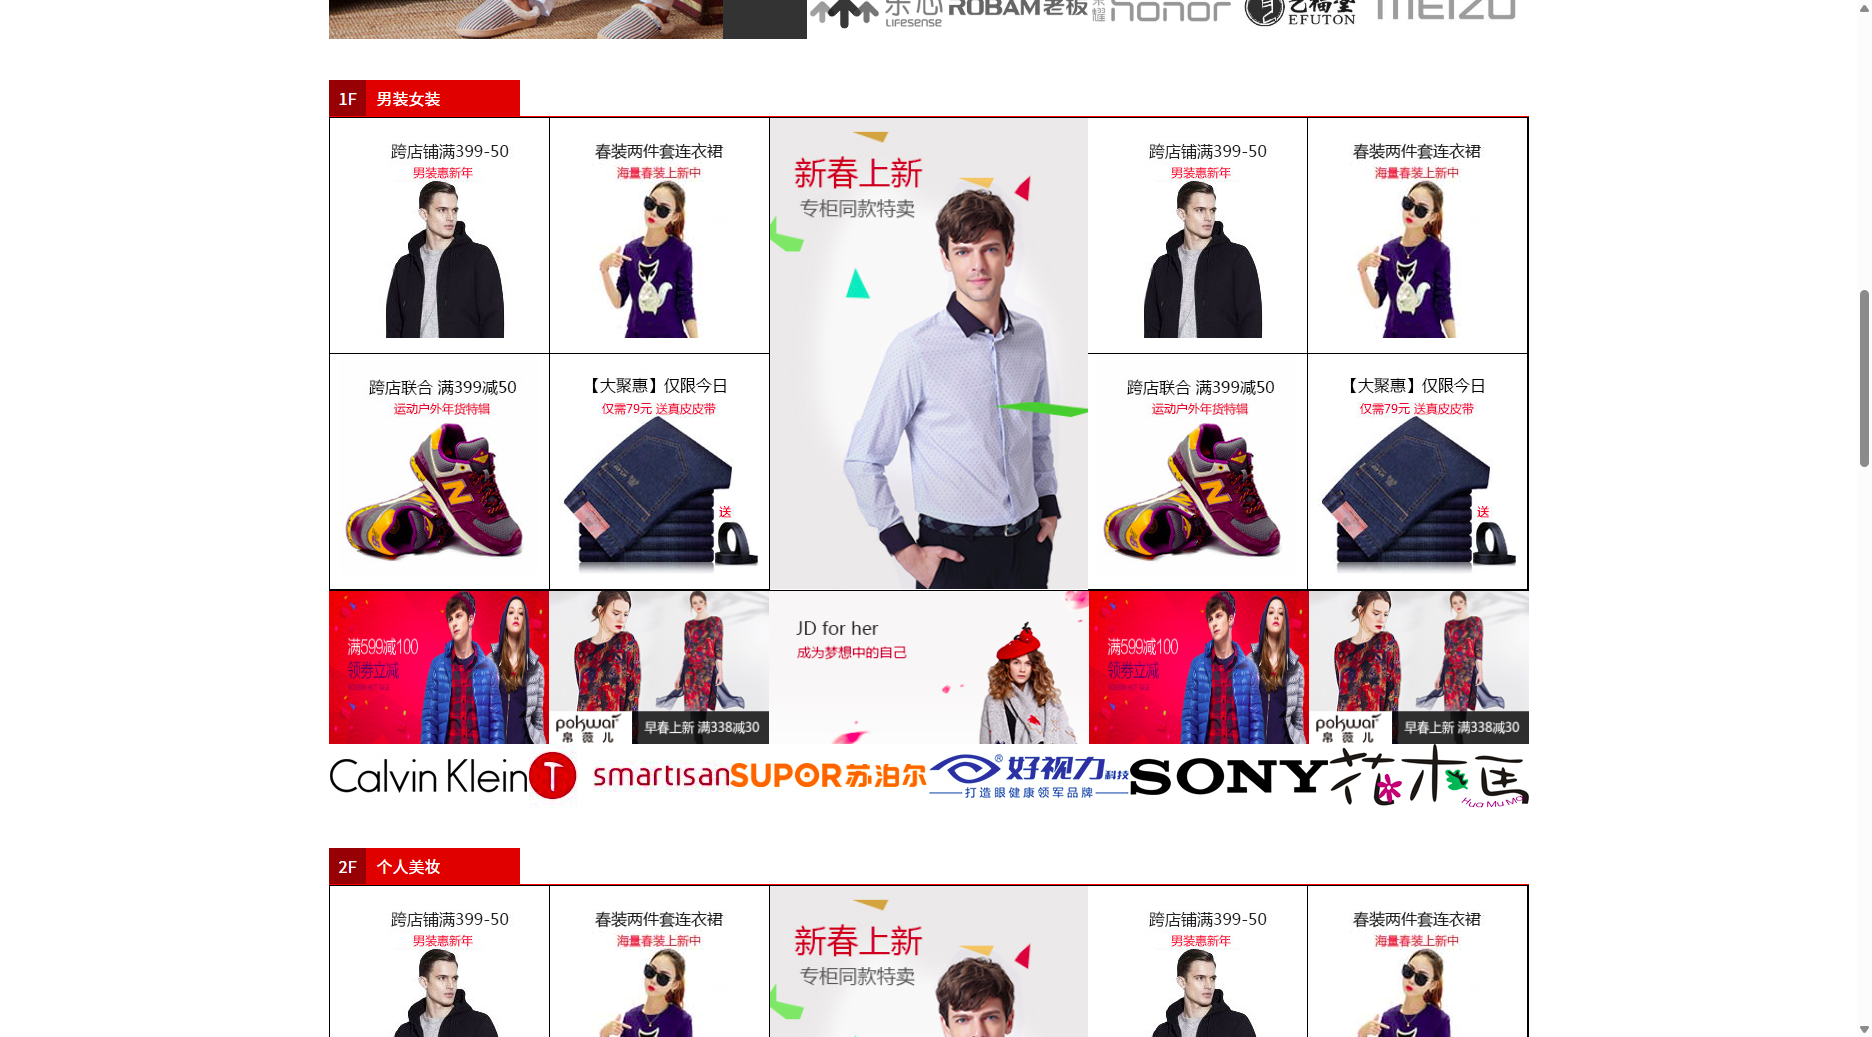 乐心
LIFESENSE
ROBAM老板
荣耀
honor
艺福堂
EFUTON
MEIZU
1F 男装女装
跨店铺满399-50
男装惠新年
春装两件套连衣裙
海量春装上新中
新春上新
专柜同款特卖
跨店铺满399-50
男装惠新年
春装两件套连衣裙
海量春装上新中
跨店联合 满399减50
运动户外年货特辑
N
【大聚惠】仅限今日
仅需79元 送真皮皮带
送
跨店联合 满399减50
运动户外年货特辑
N
【大聚惠】仅限今日
仅需79元 送真皮皮带
送
满599减100
领券立减
pokwai
帛薇儿
早春上新 满338减30
JD for her
成为梦想中的自己
满599减100
领券立减
pokwai
帛薇儿
早春上新 满338减30
Calvin Klein
T smartisan
SUPOR苏泊尔
好视力科技
打造眼健康领军品牌
SONY
花木马
Hua Mu Ma
2F 个人美妆
跨店铺满399-50
男装惠新年
春装两件套连衣裙
海量春装上新中
新春上新
专柜同款特卖
跨店铺满399-50
男装惠新年
春装两件套连衣裙
海量春装上新中